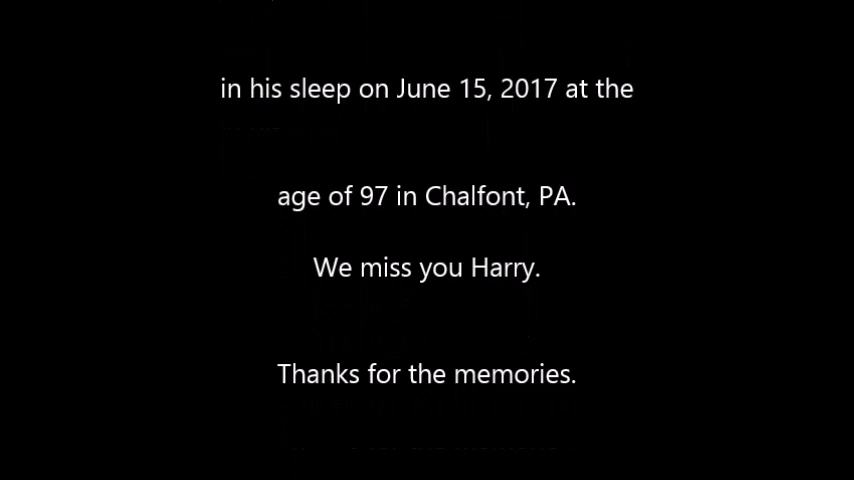 in his sleep on June 15, 2017 at the
age of 97 in Chalfont, PA.
We miss you Harry.
Thanks for the memories.